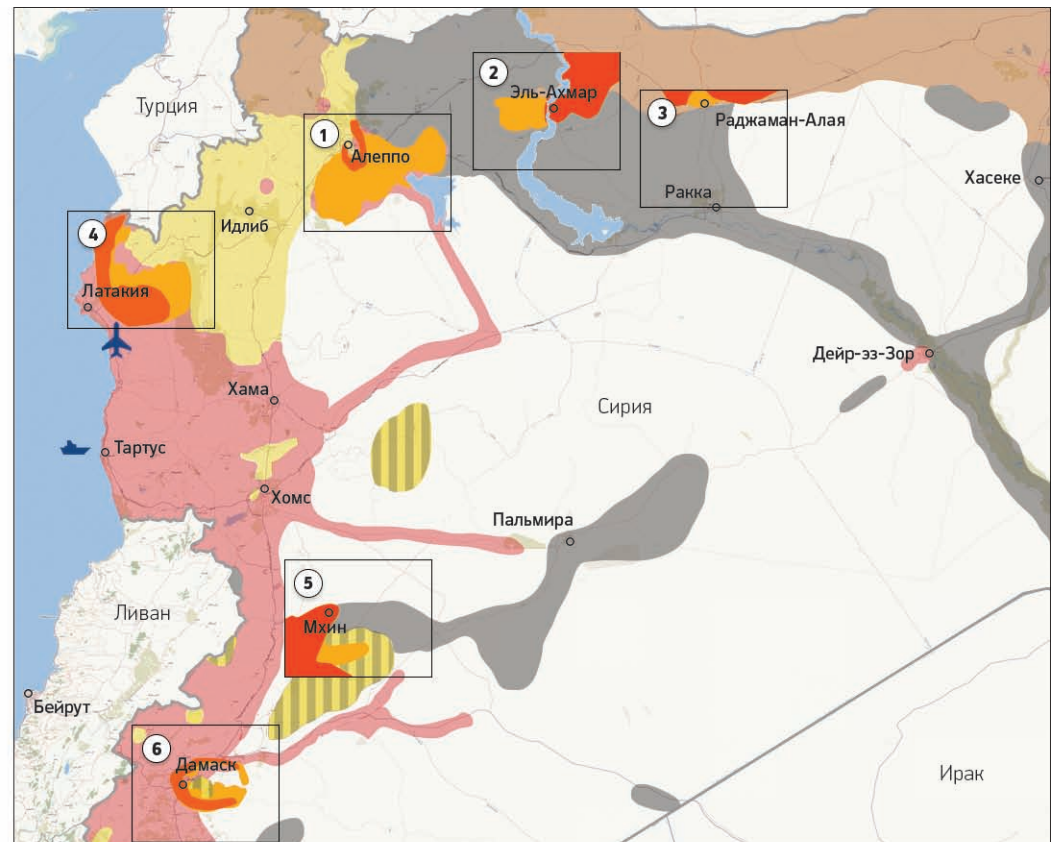 Турция
1
Алеппо
2
Эль-Ахмар
3
Раджаман-Алая
Хасеке
Ракка
Идлиб
4
Латакия
Дейр-эз-Зор
Хама
Сирия
Тартус
Хомс
Пальмира
5
Мхин
Ливан
Бейрут
6
Дамаск
Ирак